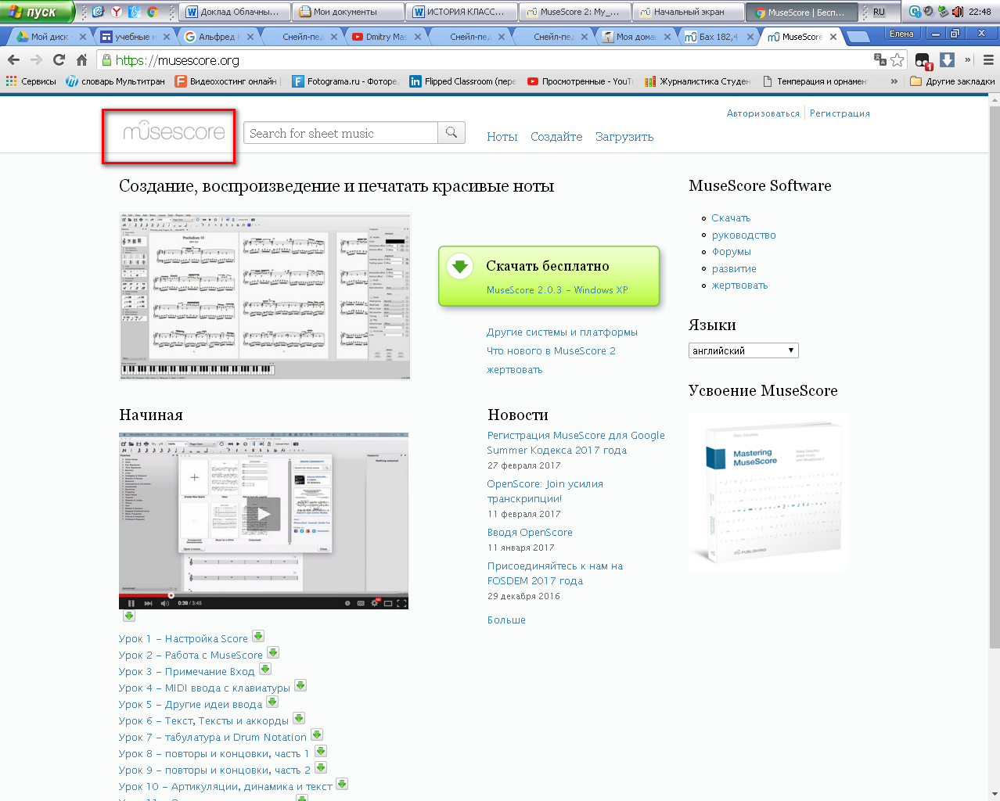 пуск
Доклад Облачны...
Мои документы
ИСТОРИЯ КЛАСС...
MuseScore 2: My_...
Начальный экран
MuseScore | Бесп...
RU
22:48
Мой диск -
учебные м
Альфред Н
Снейл-пед
Dmitry Mas
Снейл-пед
Снейл-пед
Моя дома
Бах 182,4
MuseScore
Елена
https://musescore.org
Сервисы
словарь Мультитран
Видеохостинг онлайн
Fotograma.ru - Фоторе
Flipped Classroom (пере
Просмотренные - YouTu
Журналистика Студен
Темперация и орнамен
Другие закладки
musescore
Search for sheet music
Ноты
Создайте
Загрузить
Авторизоваться
Регистрация
Создание, воспроизведение и печатать красивые ноты
Скачать бесплатно
MuseScore 2.0.3 – Windows XP
Другие системы и платформы
Что нового в MuseScore 2
жертвовать
MuseScore Software
Скачать
руководство
Форумы
развитие
жертвовать
Языки
английский
Усвоение MuseScore
Mastering
MuseScore
PUBLISHING
Начиная
0:39 / 3:45
Урок 1 – Настройка Score
Урок 2 – Работа с MuseScore
Урок 3 – Примечание Вход
Урок 4 – MIDI ввода с клавиатуры
Урок 5 – Другие идеи ввода
Урок 6 – Текст, Тексты и аккорды
Урок 7 – табулатура и Drum Notation
Урок 8 – повторы и концовки, часть 1
Урок 9 – повторы и концовки, часть 2
Урок 10 – Артикуляции, динамика и текст
Новости
Регистрация MuseScore для Google
Summer Кодекса 2017 года
27 февраля 2017
OpenScore: Join усилия
транскрипции!
11 февраля 2017
Вводя OpenScore
11 января 2017
Присоединяйтесь к нам на
FOSDEM 2017 года
29 декабря 2016
Больше